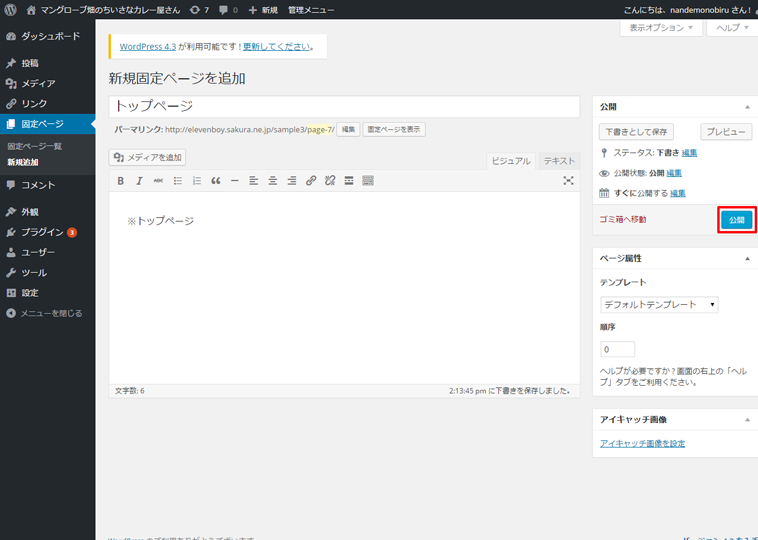 マングローブ畑のちいさなカレー屋さん 7 0 新規 管理メニュー こんにちは、nandemonobiru さん！
表示オプション ヘルプ
ダッシュボード
投稿
メディア
リンク
固定ページ
固定ページ一覧
新規追加
コメント
外観
プラグイン 3
ユーザー
ツール
設定
メニューを閉じる
WordPress 4.3 が利用可能です ! 更新してください。
新規固定ページを追加
トップページ
パーマリンク: http://elevenboy.sakura.ne.jp/sample3/page-7/ 編集 固定ページを表示
メディアを追加
ビジュアル テキスト
B I ABC
※トップページ
文字数: 6 2:13:45 pm に下書きを保存しました。
公開
下書きとして保存 プレビュー
ステータス: 下書き 編集
公開状態: 公開 編集
すぐに公開する 編集
ゴミ箱へ移動 公開
ページ属性
テンプレート
デフォルトテンプレート
順序
0
ヘルプが必要ですか ? 画面の右上の「ヘル
プ」タブをご利用ください。
アイキャッチ画像
アイキャッチ画像を設定